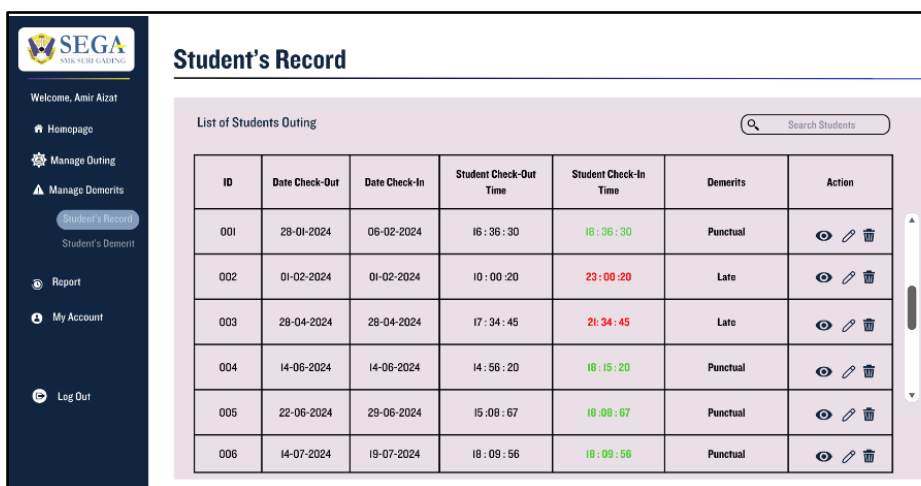 SEGA
SMK SERI GADING
Welcome, Amir Aizat
Homepage
Manage Outing
Manage Demerits
Student's Record
Student's Demerit
Report
My Account
Log Out
Student's Record
List of Students Outing
Search Students
ID Date Check-Out Date Check-In Student Check-Out Time Student Check-In Time Demerits Action
001 28-01-2024 06-02-2024 16 : 36 : 30 18 : 36 : 30 Punctual
002 01-02-2024 01-02-2024 10 : 00 :20 23 : 00 :20 Late
003 28-04-2024 28-04-2024 17 : 34 : 45 21: 34 : 45 Late
004 14-06-2024 14-06-2024 14 : 56 : 20 18 : 15 : 20 Punctual
005 22-06-2024 29-06-2024 15 :08 : 67 18 :08 : 67 Punctual
006 14-07-2024 19-07-2024 18 : 09 : 56 18 : 09 : 56 Punctual